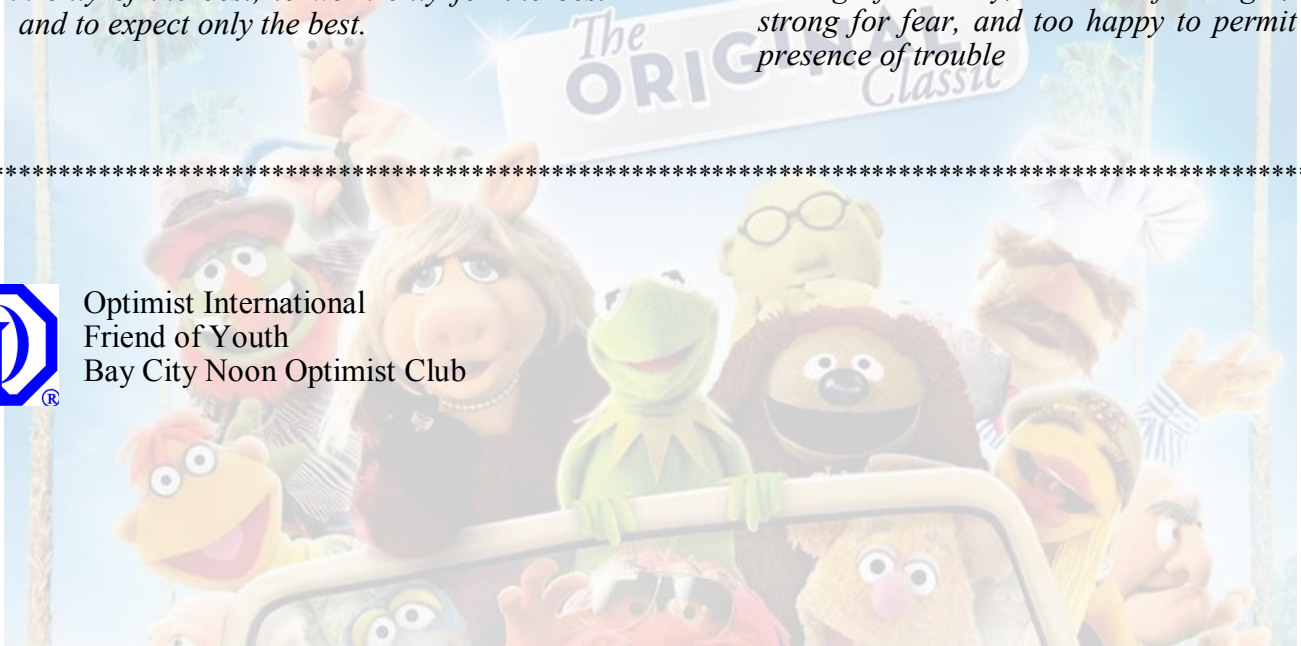 and to expect only the best.
strong for fear, and too happy to permit
presence of trouble
The
ORIGINAL
Classic
********************************************************************************************************************
Optimist International
Friend of Youth
Bay City Noon Optimist Club
®